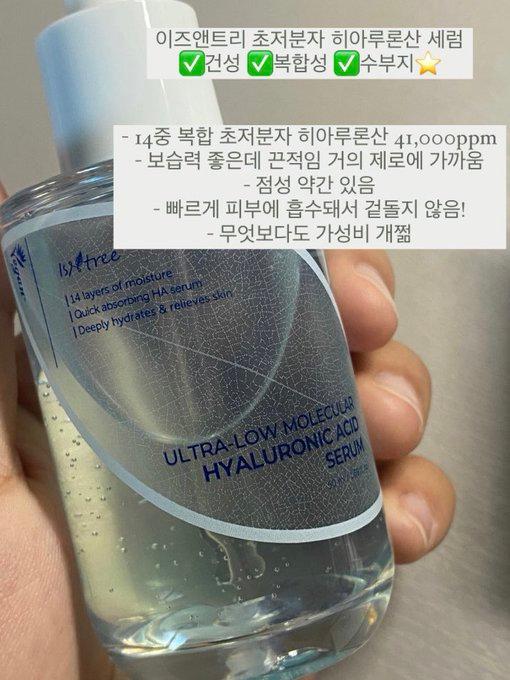 이즈앤트리 초저분자 히아루론산 세럼
✅건성 ✅복합성 ✅수부지⭐
- 14중 복합 초저분자 히아루론산 41,000ppm
- 보습력 좋은데 끈적임 거의 제로에 가까움
- 점성 약간 있음
- 빠르게 피부에 흡수돼서 겉돌지 않음!
- 무엇보다도 가성비 개쩖
Vegan
IsNtree
14 layers of moisture
Quick absorbing HA serum
Deeply hydrates & relieves skin
ULTRA-LOW MOLECULAR
HYALURONIC ACID
SERUM